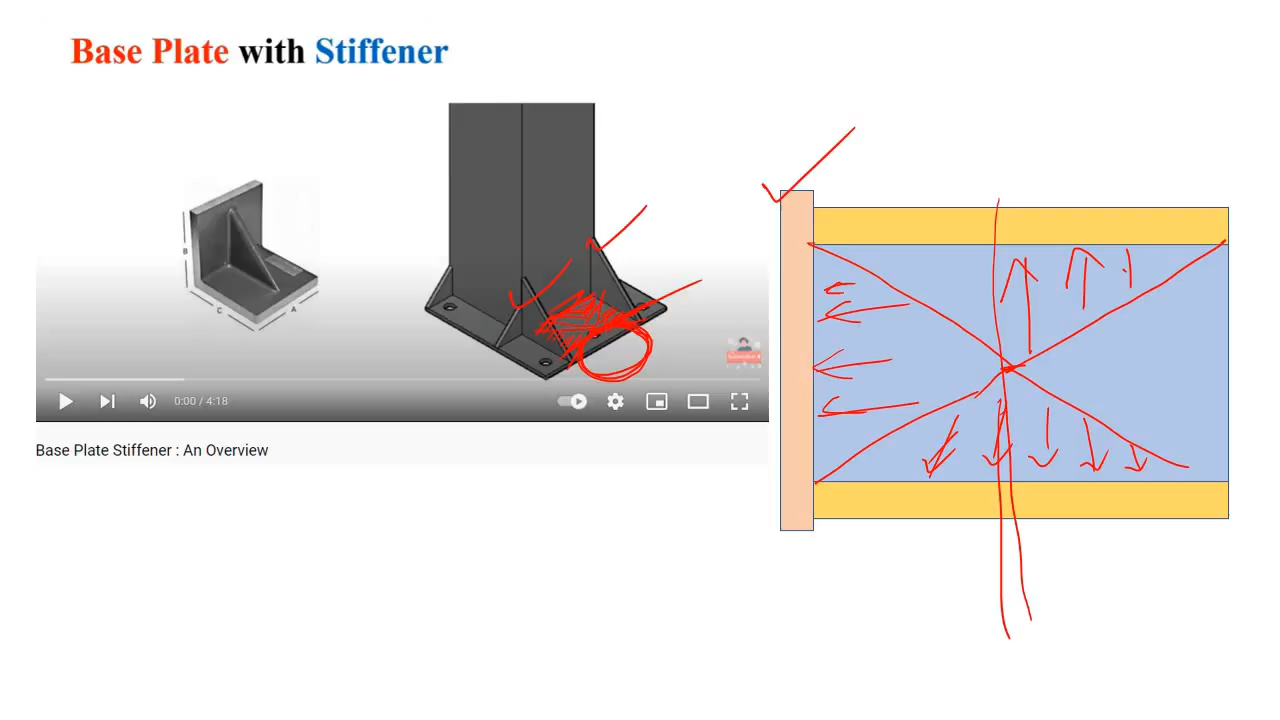 Base Plate with Stiffener
B
C
A
0:00 / 4:18
Base Plate Stiffener : An Overview